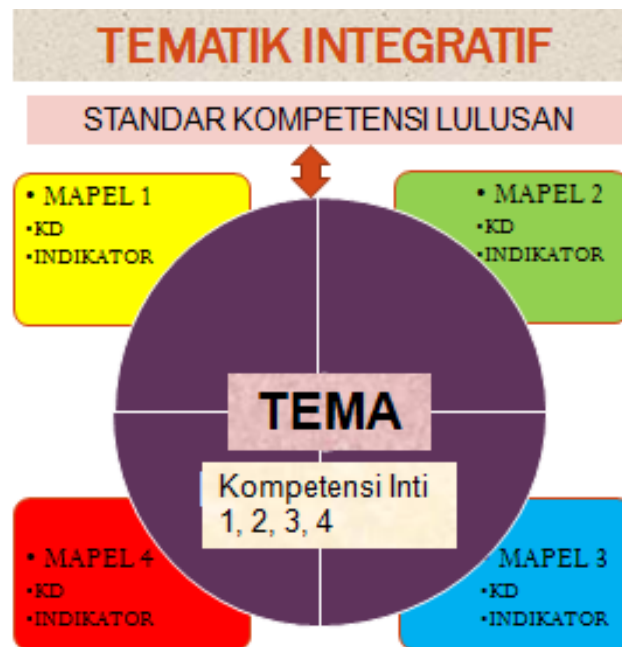 TEMATIK INTEGRATIF
STANDAR KOMPETENSI LULUSAN
• MAPEL 1
•KD
•INDIKATOR
• MAPEL 2
•KD
•INDIKATOR
TEMA
Kompetensi Inti
1, 2, 3, 4
• MAPEL 4
•KD
•INDIKATOR
• MAPEL 3
•KD
•INDIKATOR